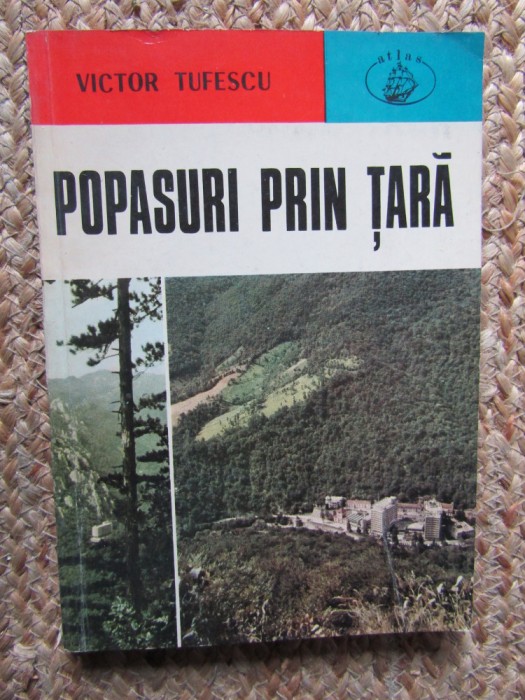 VICTOR TUFESCU
atlas
POPASURI PRIN ȚARĂ